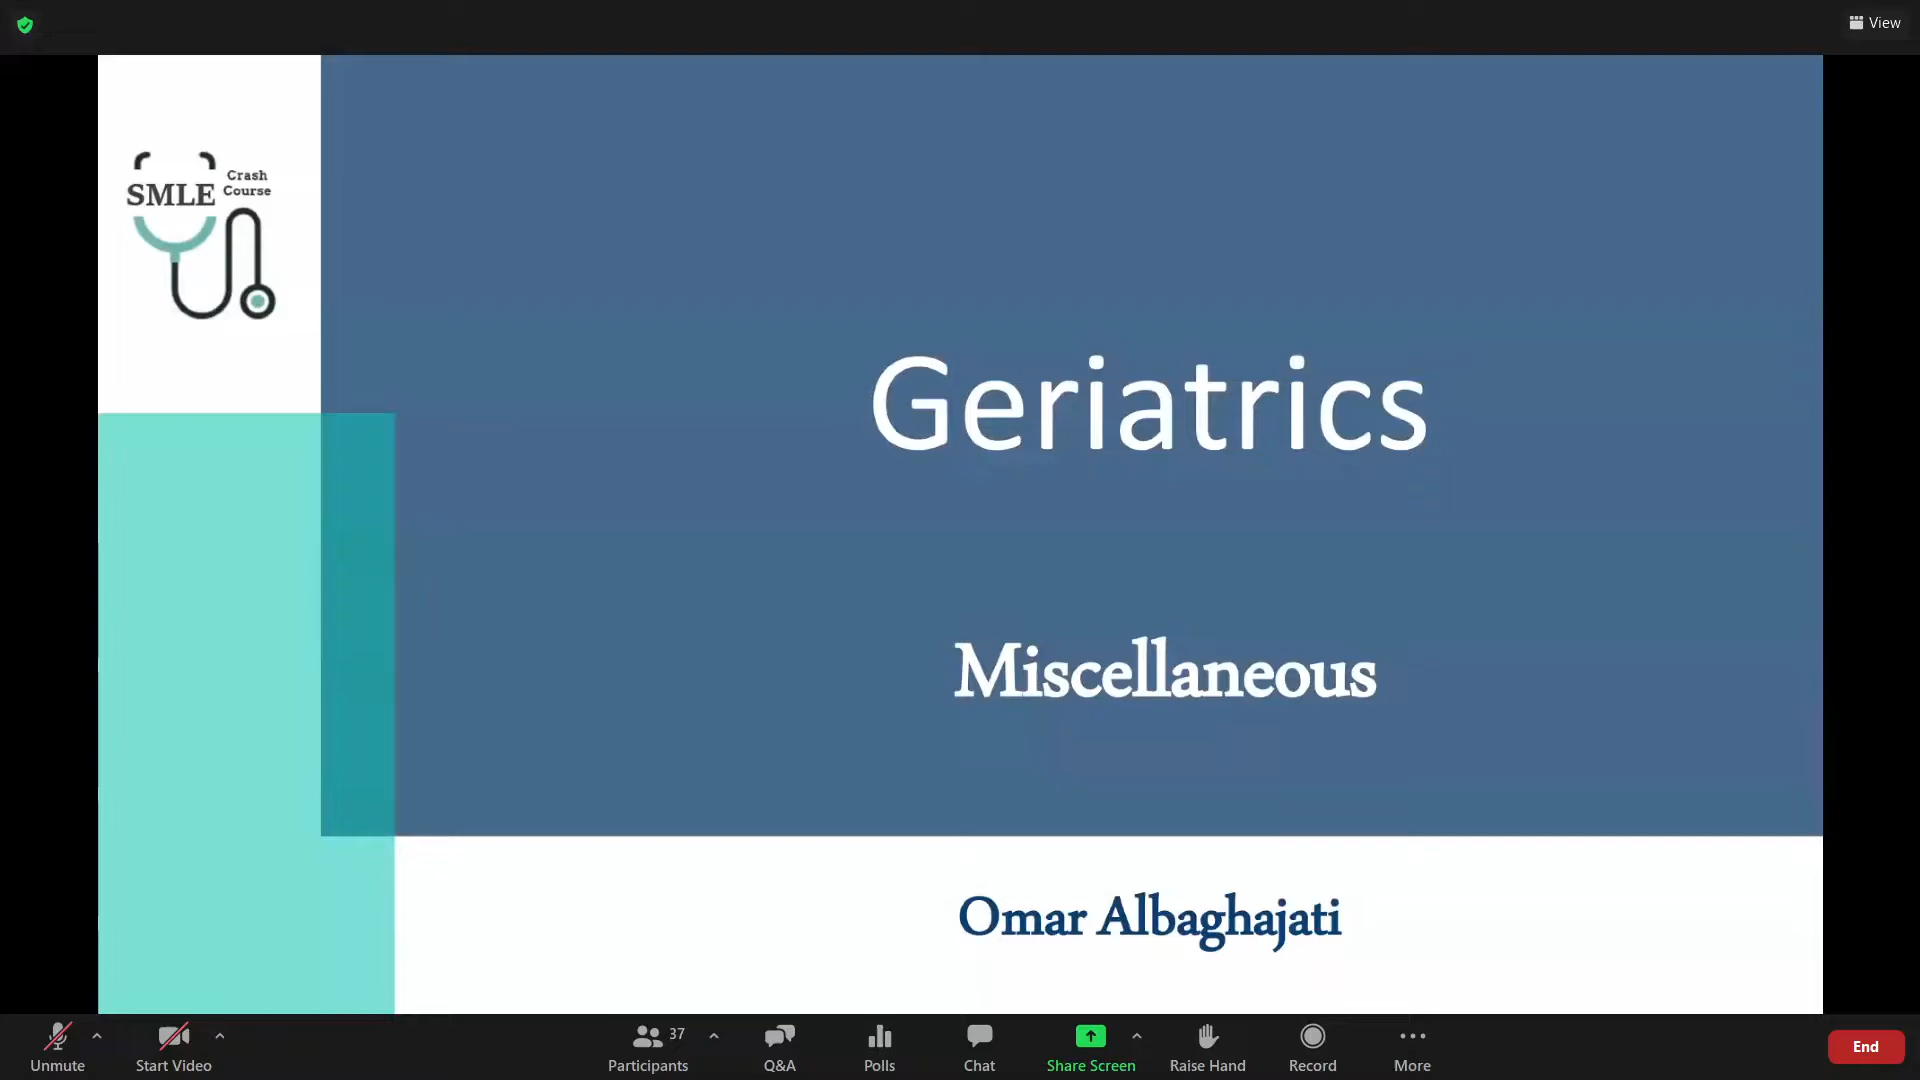 View
Crash
SMLE Course
Geriatrics
Miscellaneous
Omar Albaghajati
Unmute
Start Video
37
Participants
Q&A
Polls
Chat
Share Screen
Raise Hand
Record
More
End